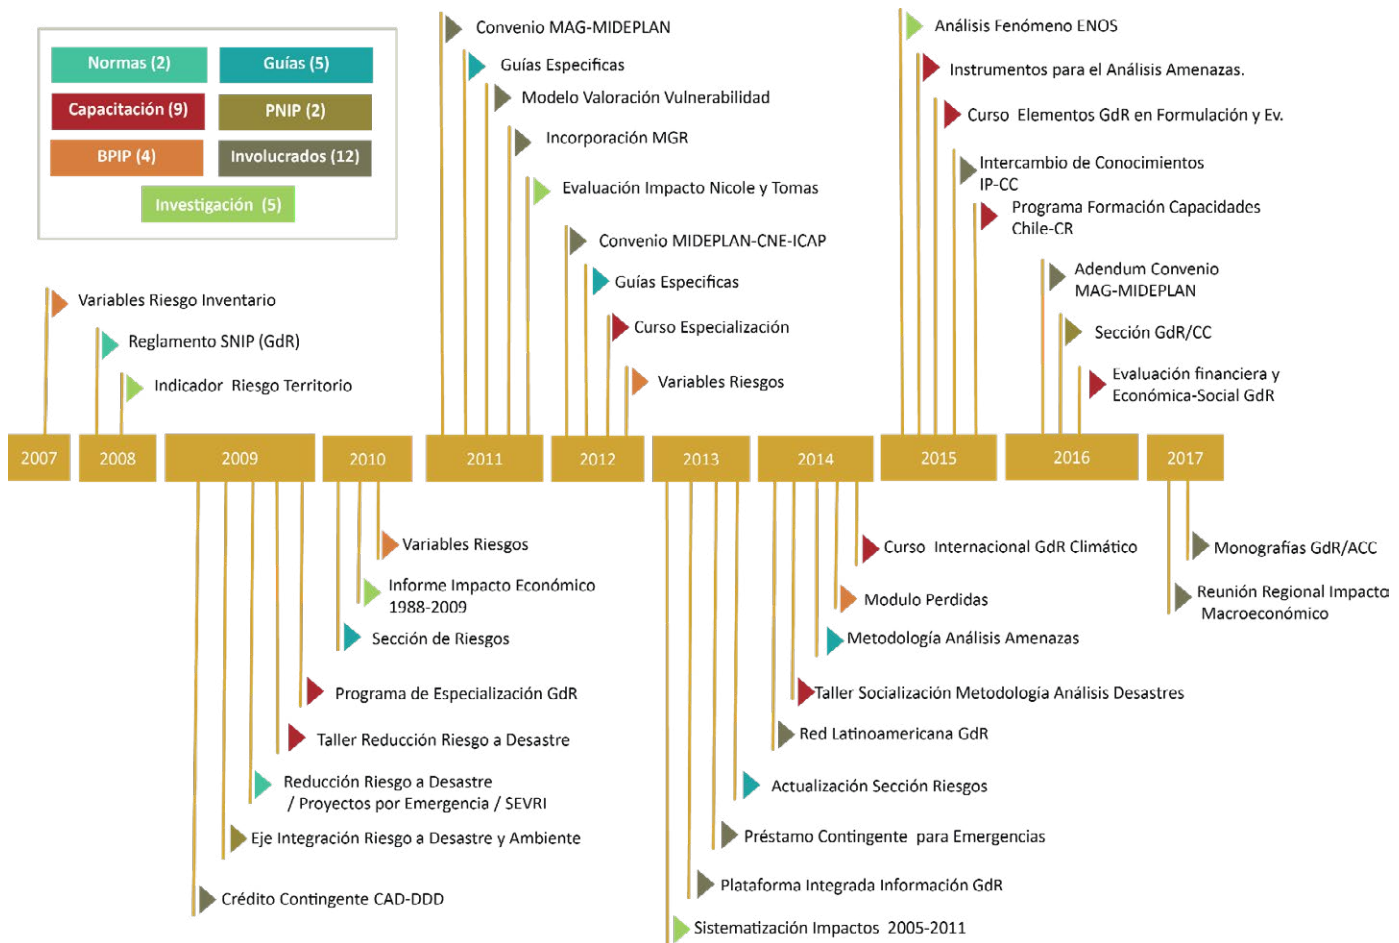 Normas (2)
Guías (5)
Capacitación (9)
PNIP (2)
BPIP (4)
Involucrados (12)
Investigación (5)
Variables Riesgo Inventario
Reglamento SNIP (GdR)
Indicador Riesgo Territorio
Convenio MAG-MIDEPLAN
Guías Especificas
Modelo Valoración Vulnerabilidad
Incorporación MGR
Evaluación Impacto Nicole y Tomas
Convenio MIDEPLAN-CNE-ICAP
Guías Especificas
Curso Especialización
Variables Riesgos
Análisis Fenómeno ENOS
Instrumentos para el Análisis Amenazas.
Curso Elementos GdR en Formulación y Ev.
Intercambio de Conocimientos
IP-CC
Programa Formación Capacidades
Chile-CR
Adendum Convenio
MAG-MIDEPLAN
Sección GdR/CC
Evaluación financiera y
Económica-Social GdR
2007
2008
2009
2010
2011
2012
2013
2014
2015
2016
2017
Variables Riesgos
Informe Impacto Económico
1988-2009
Sección de Riesgos
Programa de Especialización GdR
Taller Reducción Riesgo a Desastre
Reducción Riesgo a Desastre
/ Proyectos por Emergencia / SEVRI
Eje Integración Riesgo a Desastre y Ambiente
Crédito Contingente CAD-DDD
Curso Internacional GdR Climático
Modulo Perdidas
Metodología Análisis Amenazas
Taller Socialización Metodología Análisis Desastres
Red Latinoamericana GdR
Actualización Sección Riesgos
Préstamo Contingente para Emergencias
Plataforma Integrada Información GdR
Sistematización Impactos 2005-2011
Monografías GdR/ACC
Reunión Regional Impacto
Macroeconómico